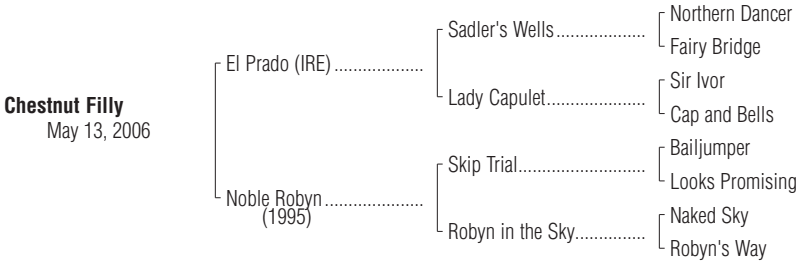 Northern Dancer
Sadler's Wells....................
Fairy Bridge
El Prado (IRE) ....................
Sir Ivor
Lady Capulet......................
Cap and Bells
Chestnut Filly
May 13, 2006
Bailjumper
Skip Trial............................
Looks Promising
Noble Robyn ......................
(1995)
Naked Sky
Robyn in the Sky................
Robyn's Way